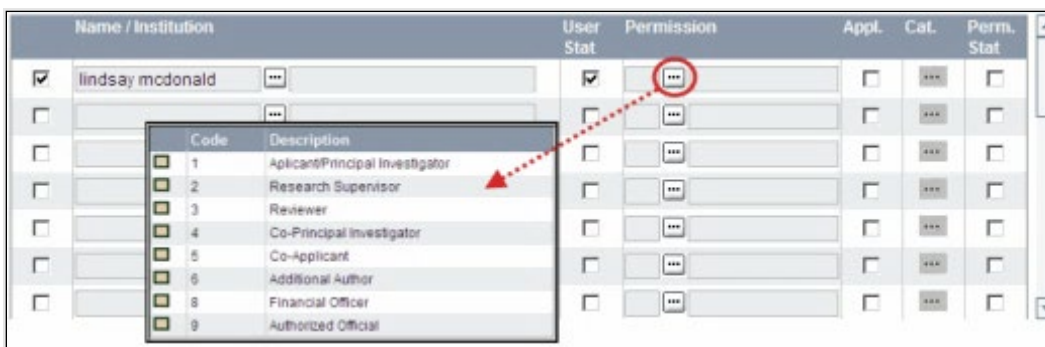 Name / Institution User Stat Permission Appl. Cat. Perm. Stat
lindsay mcdonald
Code Description
1 Aplicant/Principal Investigator
2 Research Supervisor
3 Reviewer
4 Co-Principal Investigator
5 Co-Applicant
6 Additional Author
8 Financial Officer
9 Authorized Official